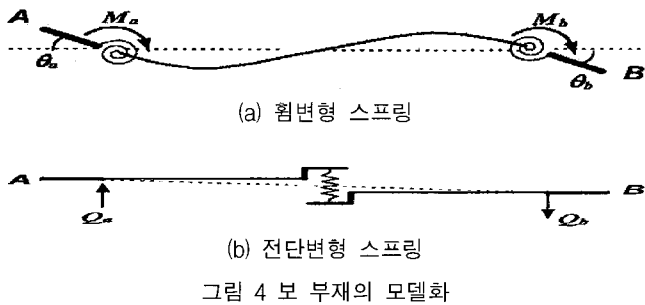 A Mₐ M_b
θₐ θ_b B
(a) 휨변형 스프링
A B
Qₐ Q_b
(b) 전단변형 스프링
그림 4 보 부재의 모델화